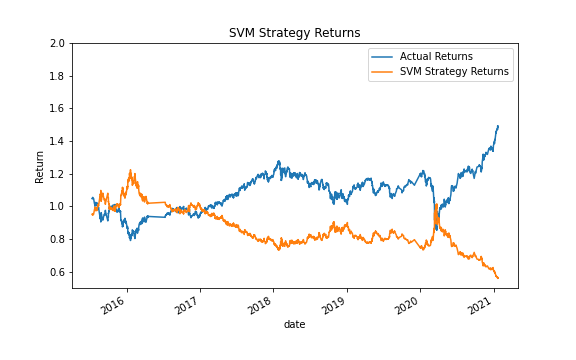 SVM Strategy Returns
Actual Returns
SVM Strategy Returns
Return
2.0
1.8
1.6
1.4
1.2
1.0
0.8
0.6
2016
2017
2018
2019
2020
2021
date